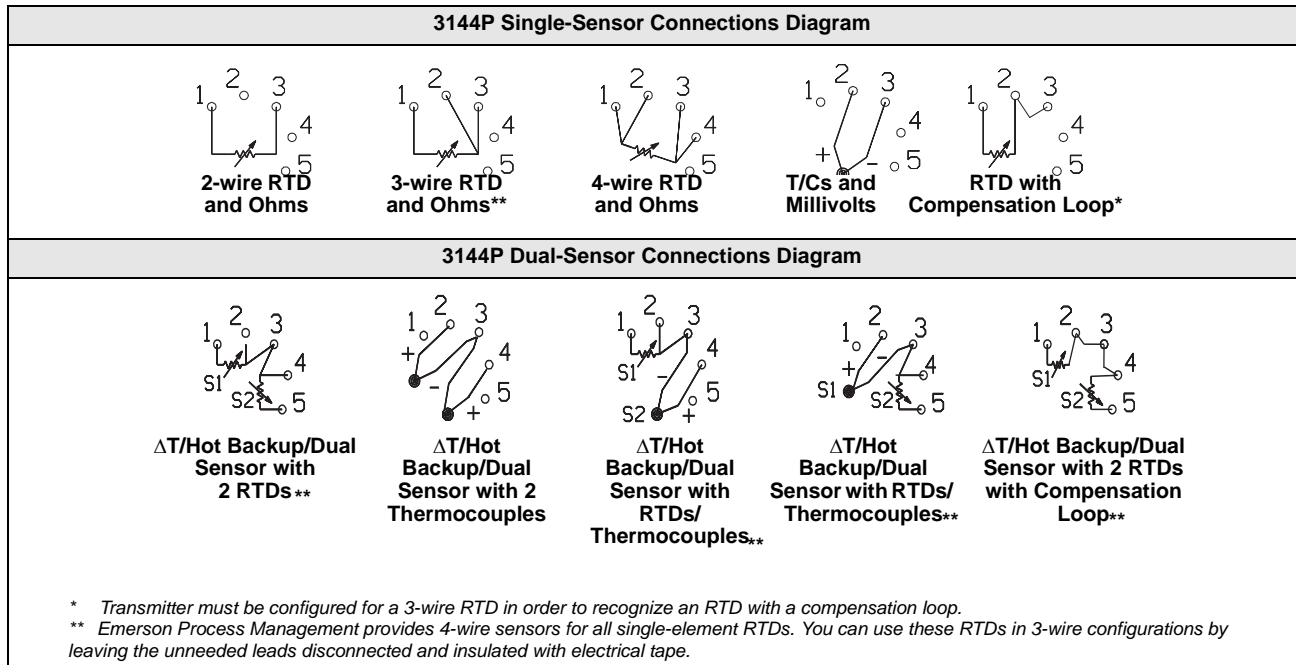 3144P Single-Sensor Connections Diagram
1 2 3 4 5
1 2 3 4 5
1 2 3 4 5
1 2 3 4 5 + -
1 2 3 4 5
2-wire RTD
and Ohms
3-wire RTD
and Ohms**
4-wire RTD
and Ohms
T/Cs and
Millivolts
RTD with
Compensation Loop*
3144P Dual-Sensor Connections Diagram
1 2 3 4 5 S1 S2
1 2 3 4 5 + - +
1 2 3 4 5 S1 - S2 +
1 2 3 4 5 + - S1 S2
1 2 3 4 5 S1 S2
ΔT/Hot Backup/Dual
Sensor with
2 RTDs**
ΔT/Hot
Backup/Dual
Sensor with 2
Thermocouples
ΔT/Hot
Backup/Dual
Sensor with
RTDs/
Thermocouples**
ΔT/Hot
Backup/Dual
Sensor with RTDs/
Thermocouples**
ΔT/Hot Backup/Dual
Sensor with 2 RTDs
with Compensation
Loop**
* Transmitter must be configured for a 3-wire RTD in order to recognize an RTD with a compensation loop.
** Emerson Process Management provides 4-wire sensors for all single-element RTDs. You can use these RTDs in 3-wire configurations by
leaving the unneeded leads disconnected and insulated with electrical tape.